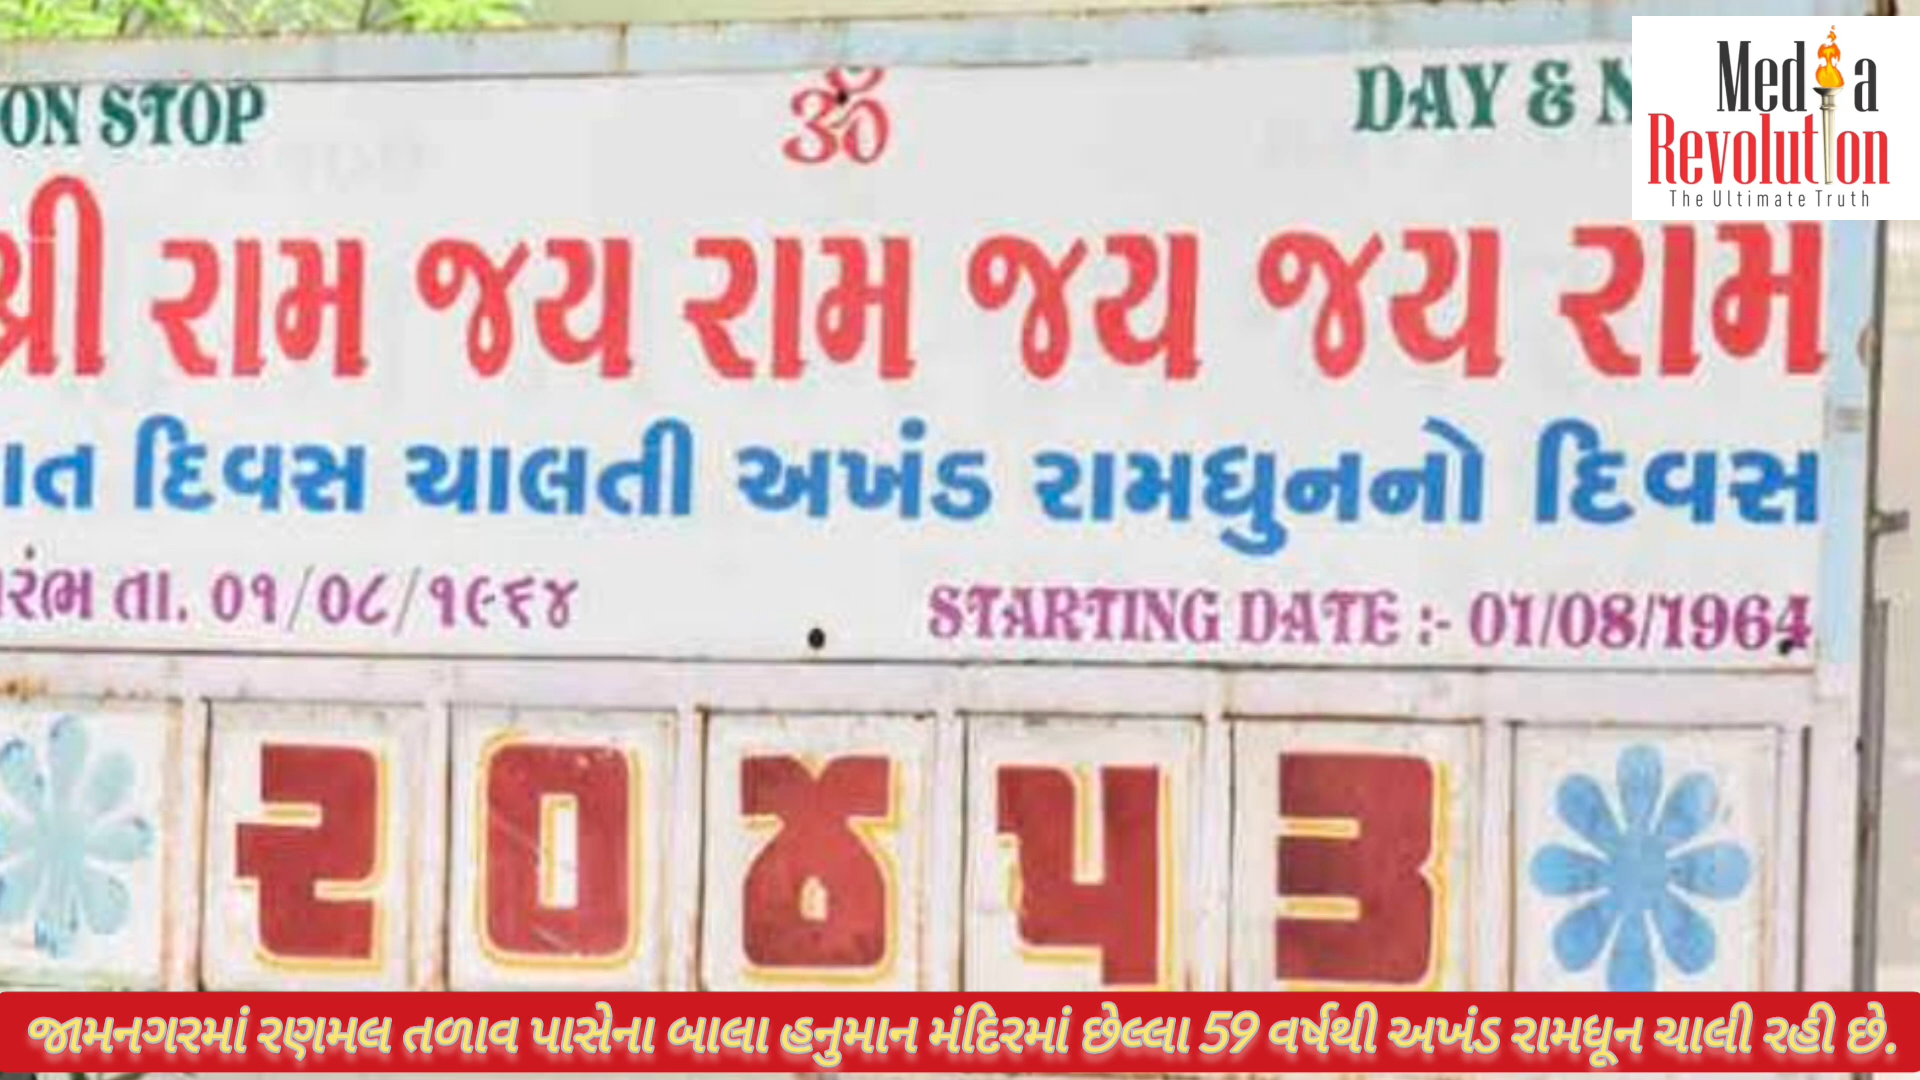 ON STOP ૐ DAY & N
Media
Revolution
The Ultimate Truth
શ્રી રામ જય રામ જય જય રામ
ાત દિવસ ચાલતી અખંડ રામધુનનો દિવસ
રંભ તા. ૦૧/૦૮/૧૯૬૪ STARTING DATE :- 01/08/1964
૨૦૪૫૩
જામનગરમાં રણમલ તળાવ પાસેના બાલા હનુમાન મંદિરમાં છેલ્લા 59 વર્ષથી અખંડ રામધૂન ચાલી રહી છે.